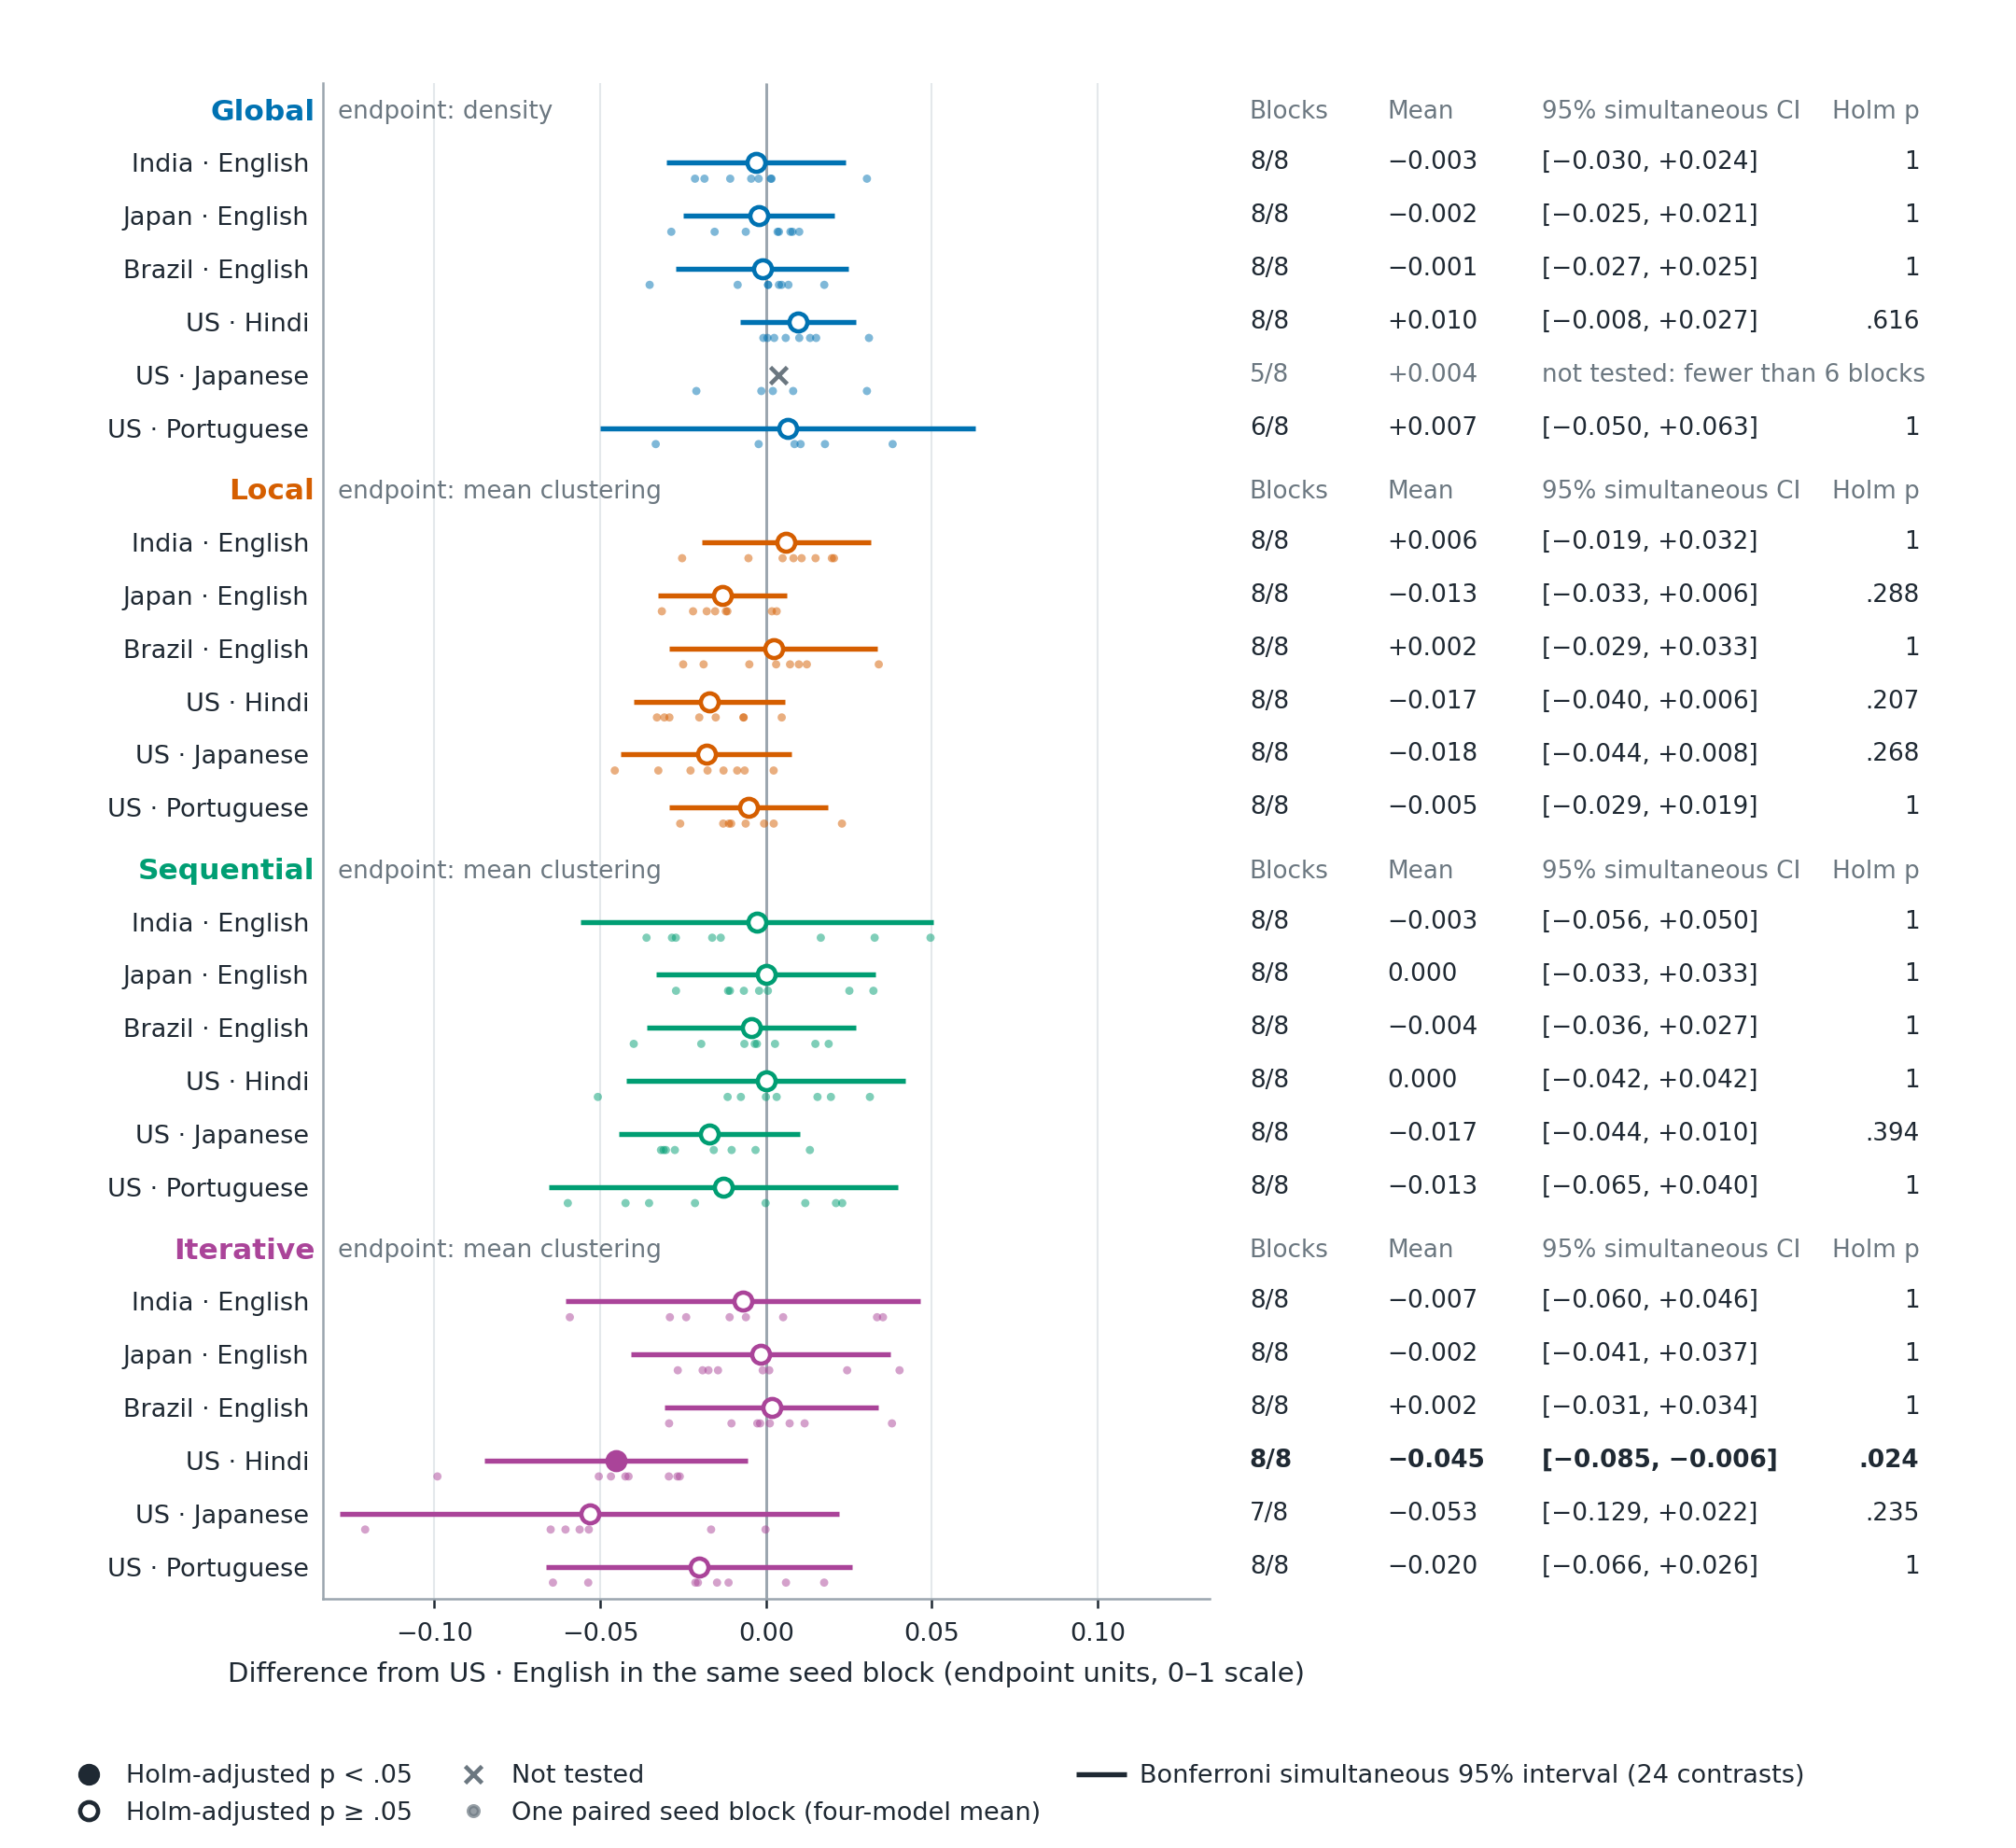 Global endpoint: density Blocks Mean 95% simultaneous CI Holm p
India · English 8/8 −0.003 [−0.030, +0.024] 1
Japan · English 8/8 −0.002 [−0.025, +0.021] 1
Brazil · English 8/8 −0.001 [−0.027, +0.025] 1
US · Hindi 8/8 +0.010 [−0.008, +0.027] .616
US · Japanese 5/8 +0.004 not tested: fewer than 6 blocks
US · Portuguese 6/8 +0.007 [−0.050, +0.063] 1
Local endpoint: mean clustering Blocks Mean 95% simultaneous CI Holm p
India · English 8/8 +0.006 [−0.019, +0.032] 1
Japan · English 8/8 −0.013 [−0.033, +0.006] .288
Brazil · English 8/8 +0.002 [−0.029, +0.033] 1
US · Hindi 8/8 −0.017 [−0.040, +0.006] .207
US · Japanese 8/8 −0.018 [−0.044, +0.008] .268
US · Portuguese 8/8 −0.005 [−0.029, +0.019] 1
Sequential endpoint: mean clustering Blocks Mean 95% simultaneous CI Holm p
India · English 8/8 −0.003 [−0.056, +0.050] 1
Japan · English 8/8 0.000 [−0.033, +0.033] 1
Brazil · English 8/8 −0.004 [−0.036, +0.027] 1
US · Hindi 8/8 0.000 [−0.042, +0.042] 1
US · Japanese 8/8 −0.017 [−0.044, +0.010] .394
US · Portuguese 8/8 −0.013 [−0.065, +0.040] 1
Iterative endpoint: mean clustering Blocks Mean 95% simultaneous CI Holm p
India · English 8/8 −0.007 [−0.060, +0.046] 1
Japan · English 8/8 −0.002 [−0.041, +0.037] 1
Brazil · English 8/8 +0.002 [−0.031, +0.034] 1
US · Hindi 8/8 −0.045 [−0.085, −0.006] .024
US · Japanese 7/8 −0.053 [−0.129, +0.022] .235
US · Portuguese 8/8 −0.020 [−0.066, +0.026] 1
−0.10 −0.05 0.00 0.05 0.10
Difference from US · English in the same seed block (endpoint units, 0–1 scale)
Holm-adjusted p < .05 Not tested Bonferroni simultaneous 95% interval (24 contrasts)
Holm-adjusted p ≥ .05 One paired seed block (four-model mean)